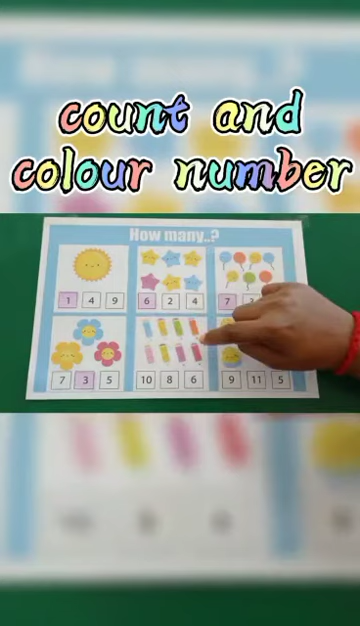 count and
colour number
How many..?
1 4 9
6 2 4
7
7 3 5
10 8 6
9 11 5